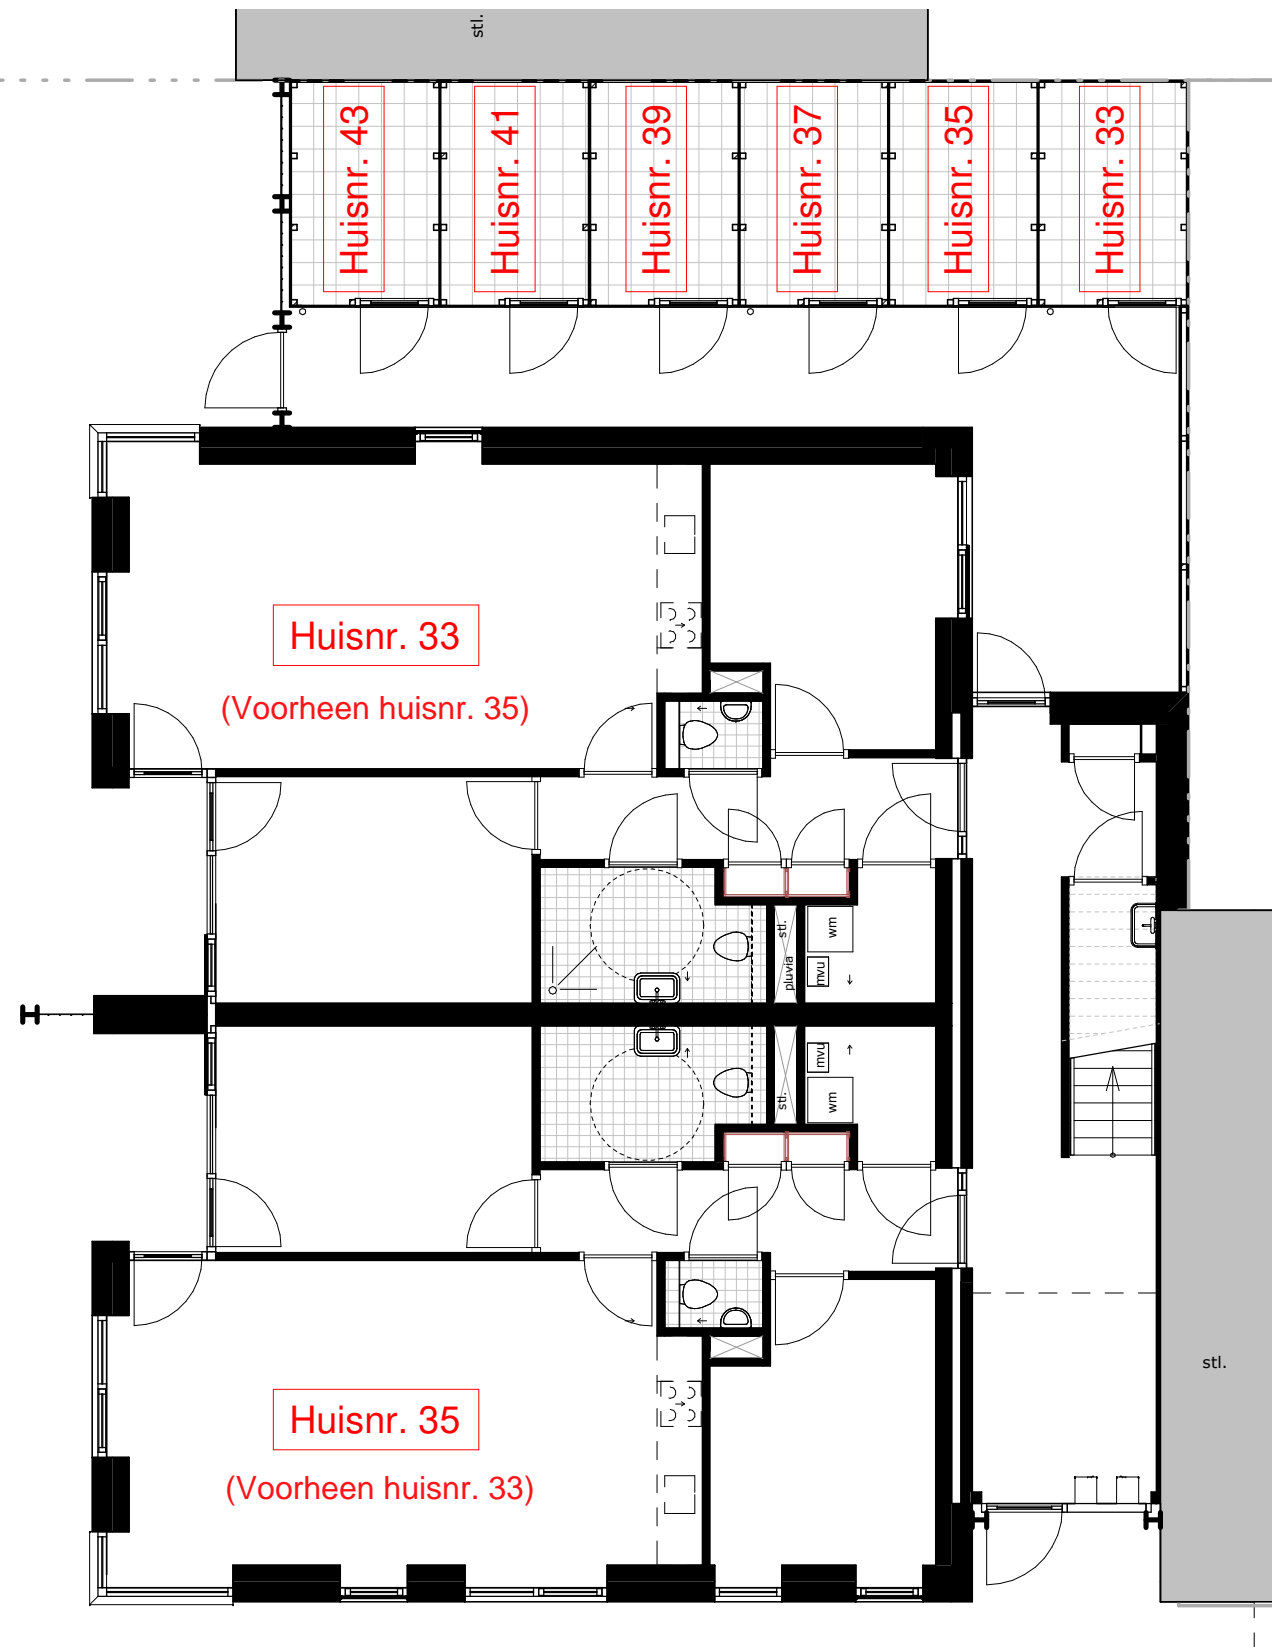 stl.
Huisnr. 43
Huisnr. 41
Huisnr. 39
Huisnr. 37
Huisnr. 35
Huisnr. 33
Huisnr. 33
(Voorheen huisnr. 35)
stl.
pluvia
wm
mvu
mvu
wm
stl.
stl.
Huisnr. 35
(Voorheen huisnr. 33)